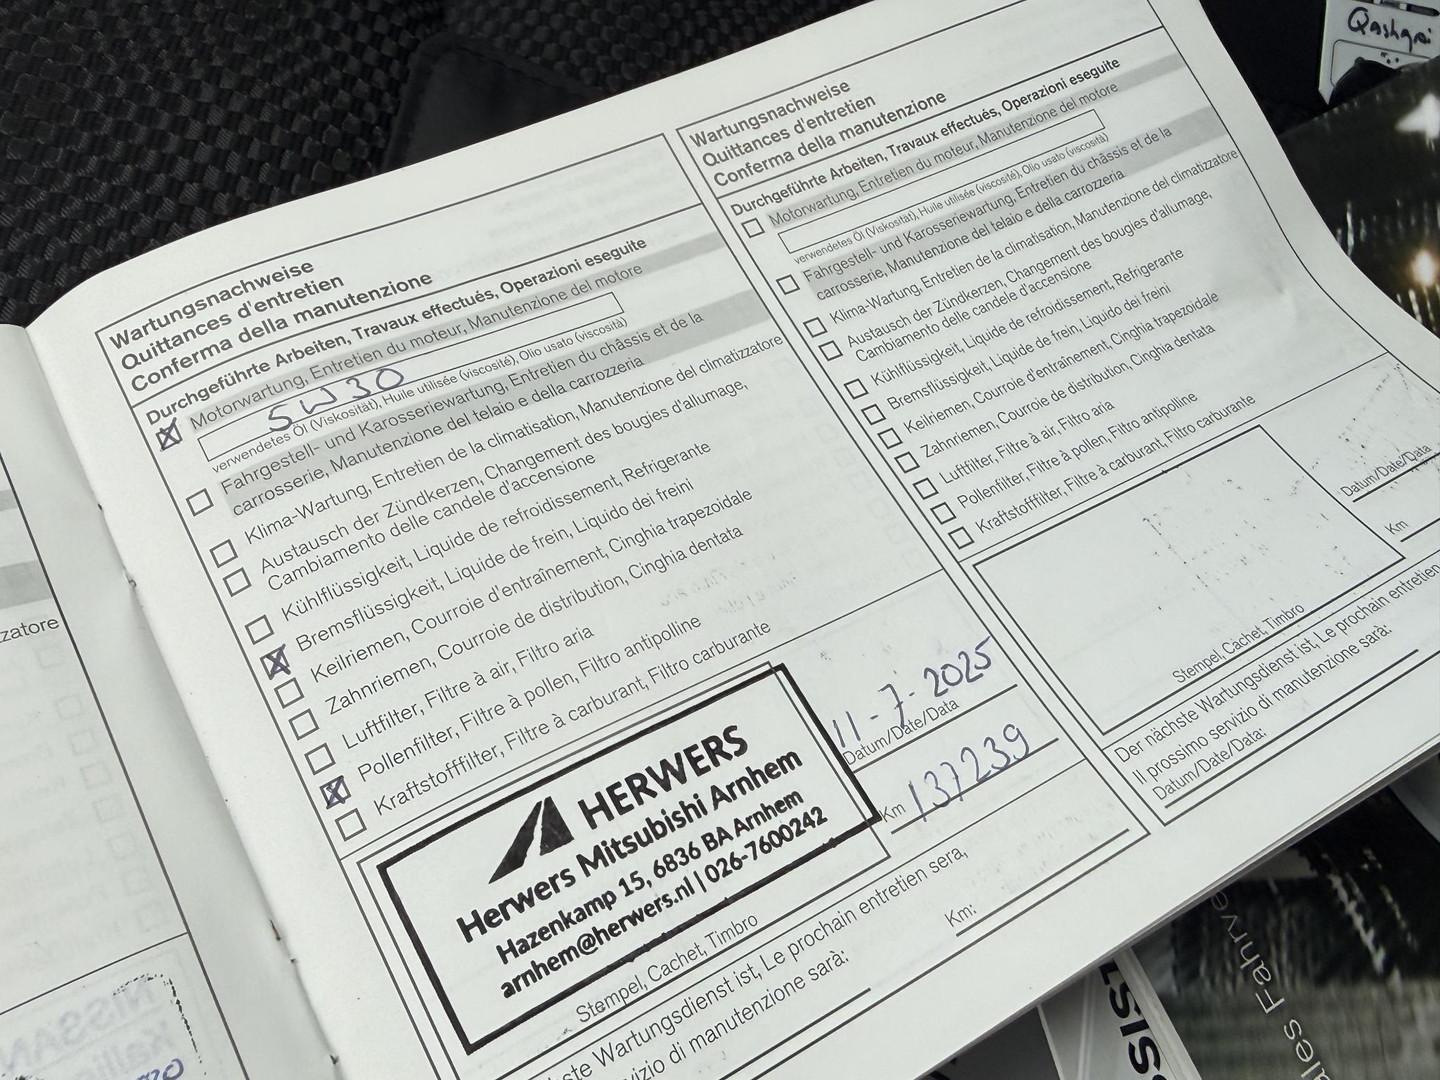 zzatore
NISSAN
Wartungsnachweise
Quittances d'entretien
Conferma della manutenzione
Durchgeführte Arbeiten, Travaux effectués, Operazioni eseguite
Motorwartung, Entretien du moteur, Manutenzione del motore
5W30
verwendetes Öl (Viskosität), Huile utilisée (viscosité), Olio usato (viscosità)
Fahrgestell- und Karosseriewartung, Entretien du châssis et de la
carrosserie, Manutenzione del telaio e della carrozzeria
Klima-Wartung, Entretien de la climatisation, Manutenzione del climatizzatore
Austausch der Zündkerzen, Changement des bougies d'allumage,
Cambiamento delle candele d'accensione
Kühlflüssigkeit, Liquide de refroidissement, Refrigerante
Bremsflüssigkeit, Liquide de frein, Liquido dei freini
Keilriemen, Courroie d'entraînement, Cinghia trapezoidale
Zahnriemen, Courroie de distribution, Cinghia dentata
Luftfilter, Filtre à air, Filtro aria
Pollenfilter, Filtre à pollen, Filtro antipolline
Kraftstofffilter, Filtre à carburant, Filtro carburante
HERWERS
Herwers Mitsubishi Arnhem
Hazenkamp 15, 6836 BA Arnhem
arnhem@herwers.nl | 026-7600242
Stempel, Cachet, Timbro
11-7-2025
Datum/Date/Data
Km 137239
ste Wartungsdienst ist, Le prochain entretien sera,
vizio di manutenzione sarà:
Km:
Wartungsnachweise
Quittances d'entretien
Conferma della manutenzione
Durchgeführte Arbeiten, Travaux effectués, Operazioni eseguite
Motorwartung, Entretien du moteur, Manutenzione del motore
verwendetes Öl (Viskosität), Huile utilisée (viscosité), Olio usato (viscosità)
Fahrgestell- und Karosseriewartung, Entretien du châssis et de la
carrosserie, Manutenzione del telaio e della carrozzeria
Klima-Wartung, Entretien de la climatisation, Manutenzione del climatizzatore
Austausch der Zündkerzen, Changement des bougies d'allumage,
Cambiamento delle candele d'accensione
Kühlflüssigkeit, Liquide de refroidissement, Refrigerante
Bremsflüssigkeit, Liquide de frein, Liquido dei freini
Keilriemen, Courroie d'entraînement, Cinghia trapezoidale
Zahnriemen, Courroie de distribution, Cinghia dentata
Luftfilter, Filtre à air, Filtro aria
Pollenfilter, Filtre à pollen, Filtro antipolline
Kraftstofffilter, Filtre à carburant, Filtro carburante
Stempel, Cachet, Timbro
Datum/Date/Data
Km
Der nächste Wartungsdienst ist, Le prochain entretien
Il prossimo servizio di manutenzione sarà:
Datum/Date/Data:
Qashqai
ales Fahrve